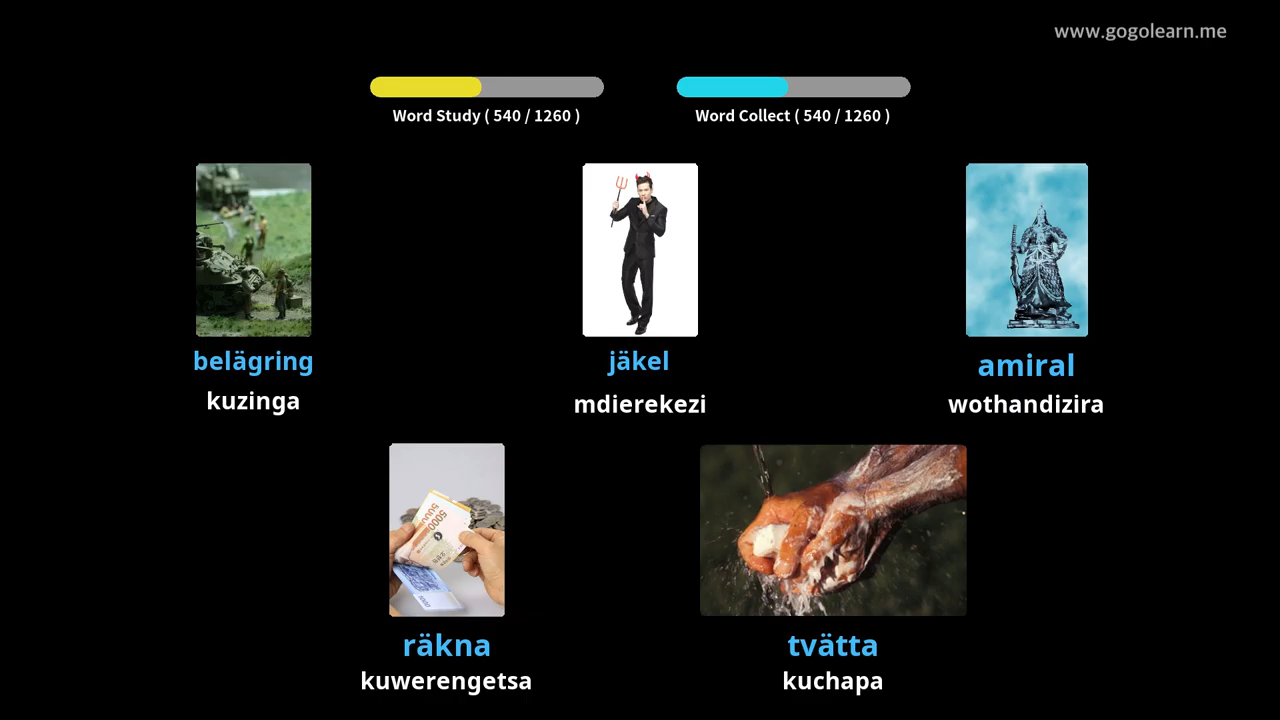 www.gogolearn.me
Word Study ( 540 / 1260 )
Word Collect ( 540 / 1260 )
belägring
kuzinga
jäkel
mdierekezi
amiral
wothandizira
räkna
kuwerengetsa
tvätta
kuchapa